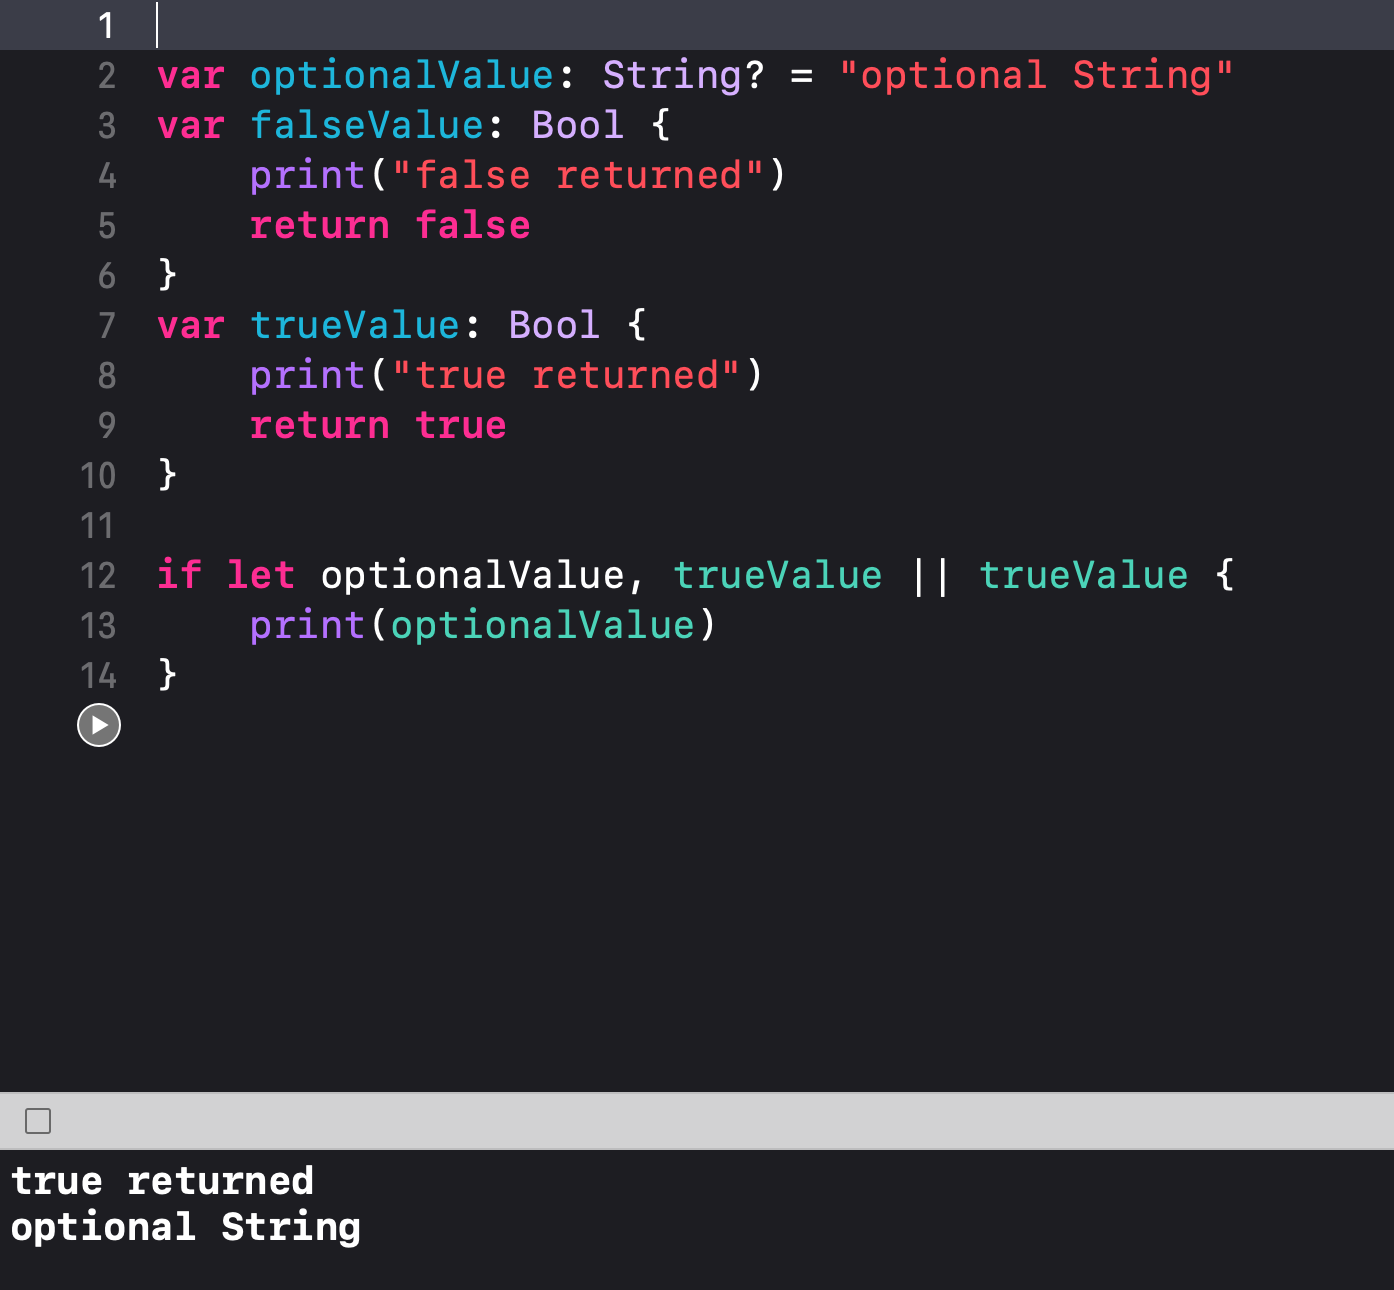 1
2 var optionalValue: String? = "optional String"
3 var falseValue: Bool {
4     print("false returned")
5     return false
6 }
7 var trueValue: Bool {
8     print("true returned")
9     return true
10 }
11
12 if let optionalValue, trueValue || trueValue {
13     print(optionalValue)
14 }
true returned
optional String